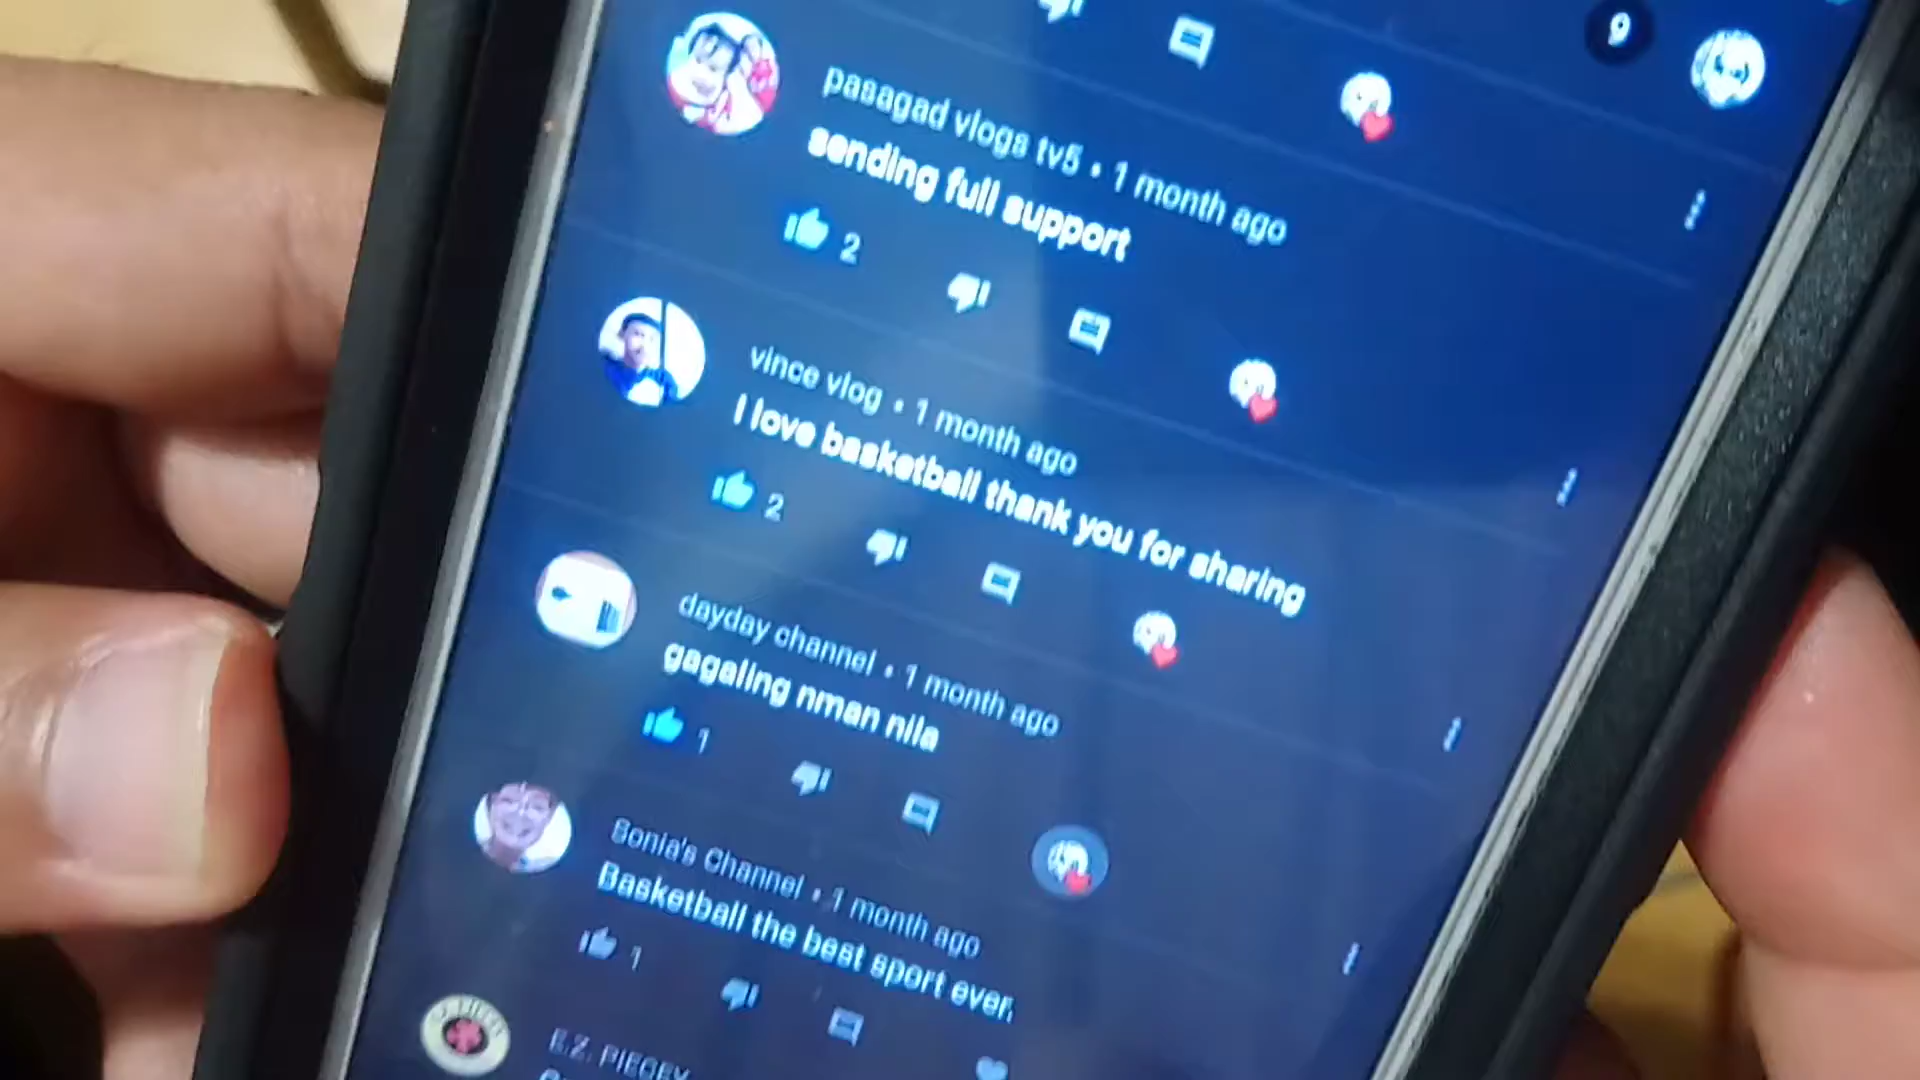 9
pasagad vlogs tv5 • 1 month ago
sending full support
2
vince vlog • 1 month ago
I love basketball thank you for sharing
2
dayday channel • 1 month ago
gagaling nman nila
1
Sonia's Channel • 1 month ago
Basketball the best sport ever.
1
E.Z.